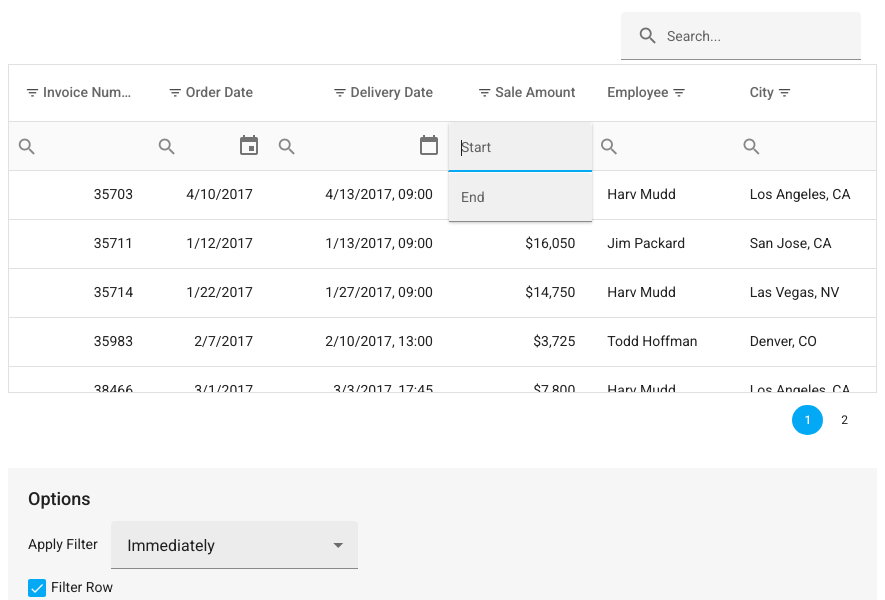 Search...
Invoice Num... Order Date Delivery Date Sale Amount Employee City
Start
End
35703 4/10/2017 4/13/2017, 09:00 Harv Mudd Los Angeles, CA
35711 1/12/2017 1/13/2017, 09:00 $16,050 Jim Packard San Jose, CA
35714 1/22/2017 1/27/2017, 09:00 $14,750 Harv Mudd Las Vegas, NV
35983 2/7/2017 2/10/2017, 13:00 $3,725 Todd Hoffman Denver, CO
38466 3/1/2017 3/3/2017, 17:45 $7,800 Harv Mudd Los Angeles, CA
1 2
Options
Apply Filter Immediately
Filter Row